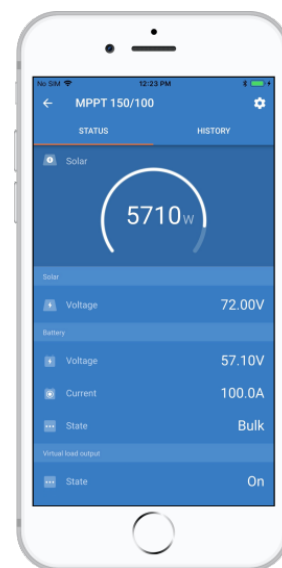 No SIM 12:23 PM
MPPT 150/100
STATUS HISTORY
Solar
5710W
Solar
Voltage 72.00V
Battery
Voltage 57.10V
Current 100.0A
State Bulk
Virtual load output
State On